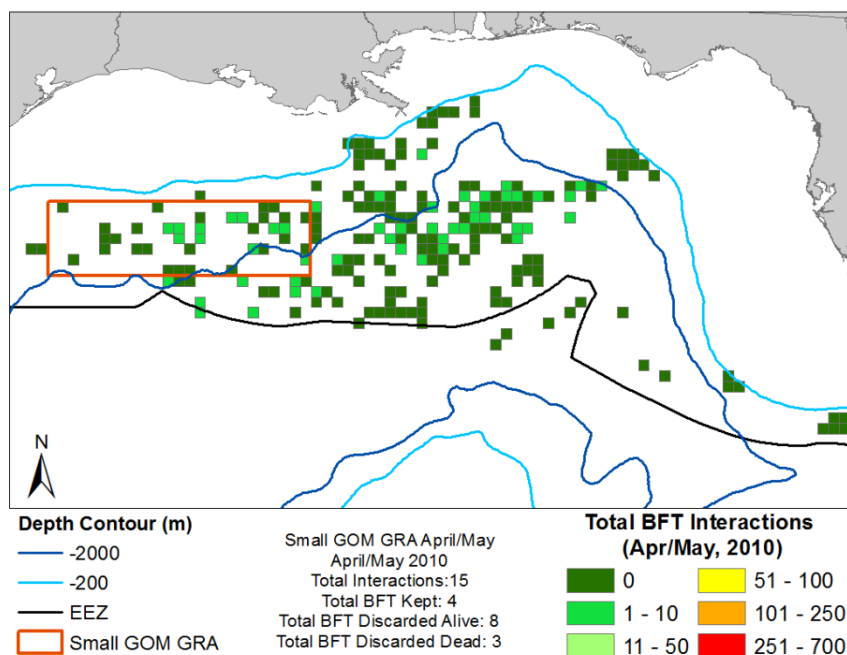 N
Depth Contour (m)
-2000
-200
EEZ
Small GOM GRA
Small GOM GRA April/May
April/May 2010
Total Interactions:15
Total BFT Kept: 4
Total BFT Discarded Alive: 8
Total BFT Discarded Dead: 3
Total BFT Interactions
(Apr/May, 2010)
0
1 - 10
11 - 50
51 - 100
101 - 250
251 - 700